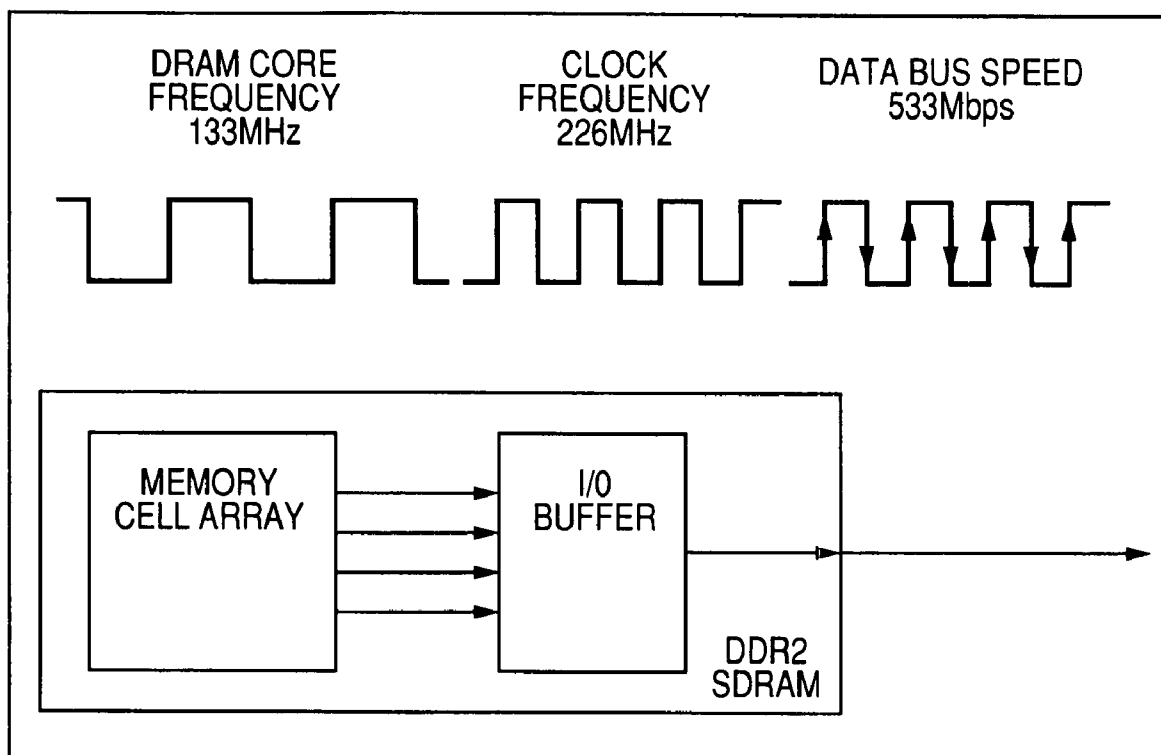 DRAM CORE
FREQUENCY
133MHz
CLOCK
FREQUENCY
226MHz
DATA BUS SPEED
533Mbps
MEMORY
CELL ARRAY
I/0
BUFFER
DDR2
SDRAM